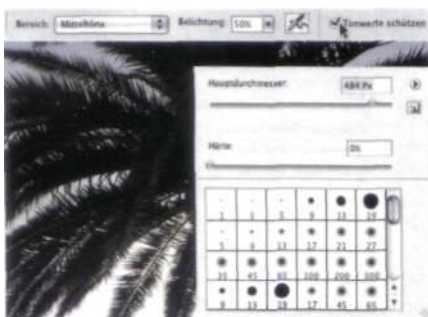 Bereich: Mitteltöne Belichtung: 50% Tonwerte schützen
Hauptdurchmesser: 484 Px
Härte: 0%
1 3 5 9 13 19
5 9 13 17 21 27
35 45 65 100 200 300
9 13 19 17 45 65